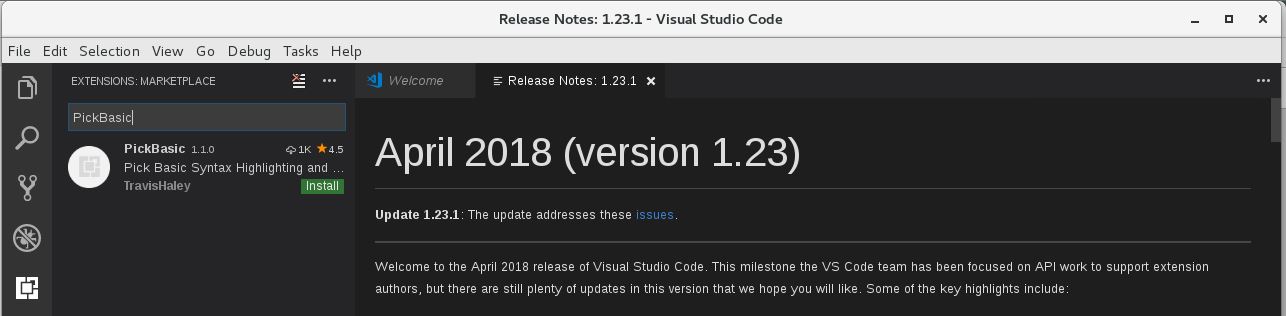 Release Notes: 1.23.1 - Visual Studio Code
File Edit Selection View Go Debug Tasks Help
EXTENSIONS: MARKETPLACE
Welcome
Release Notes: 1.23.1
PickBasic
PickBasic 1.1.0 1K 4.5
Pick Basic Syntax Highlighting and ...
TravisHaley Install
April 2018 (version 1.23)
Update 1.23.1: The update addresses these issues.
Welcome to the April 2018 release of Visual Studio Code. This milestone the VS Code team has been focused on API work to support extension
authors, but there are still plenty of updates in this version that we hope you will like. Some of the key highlights include: